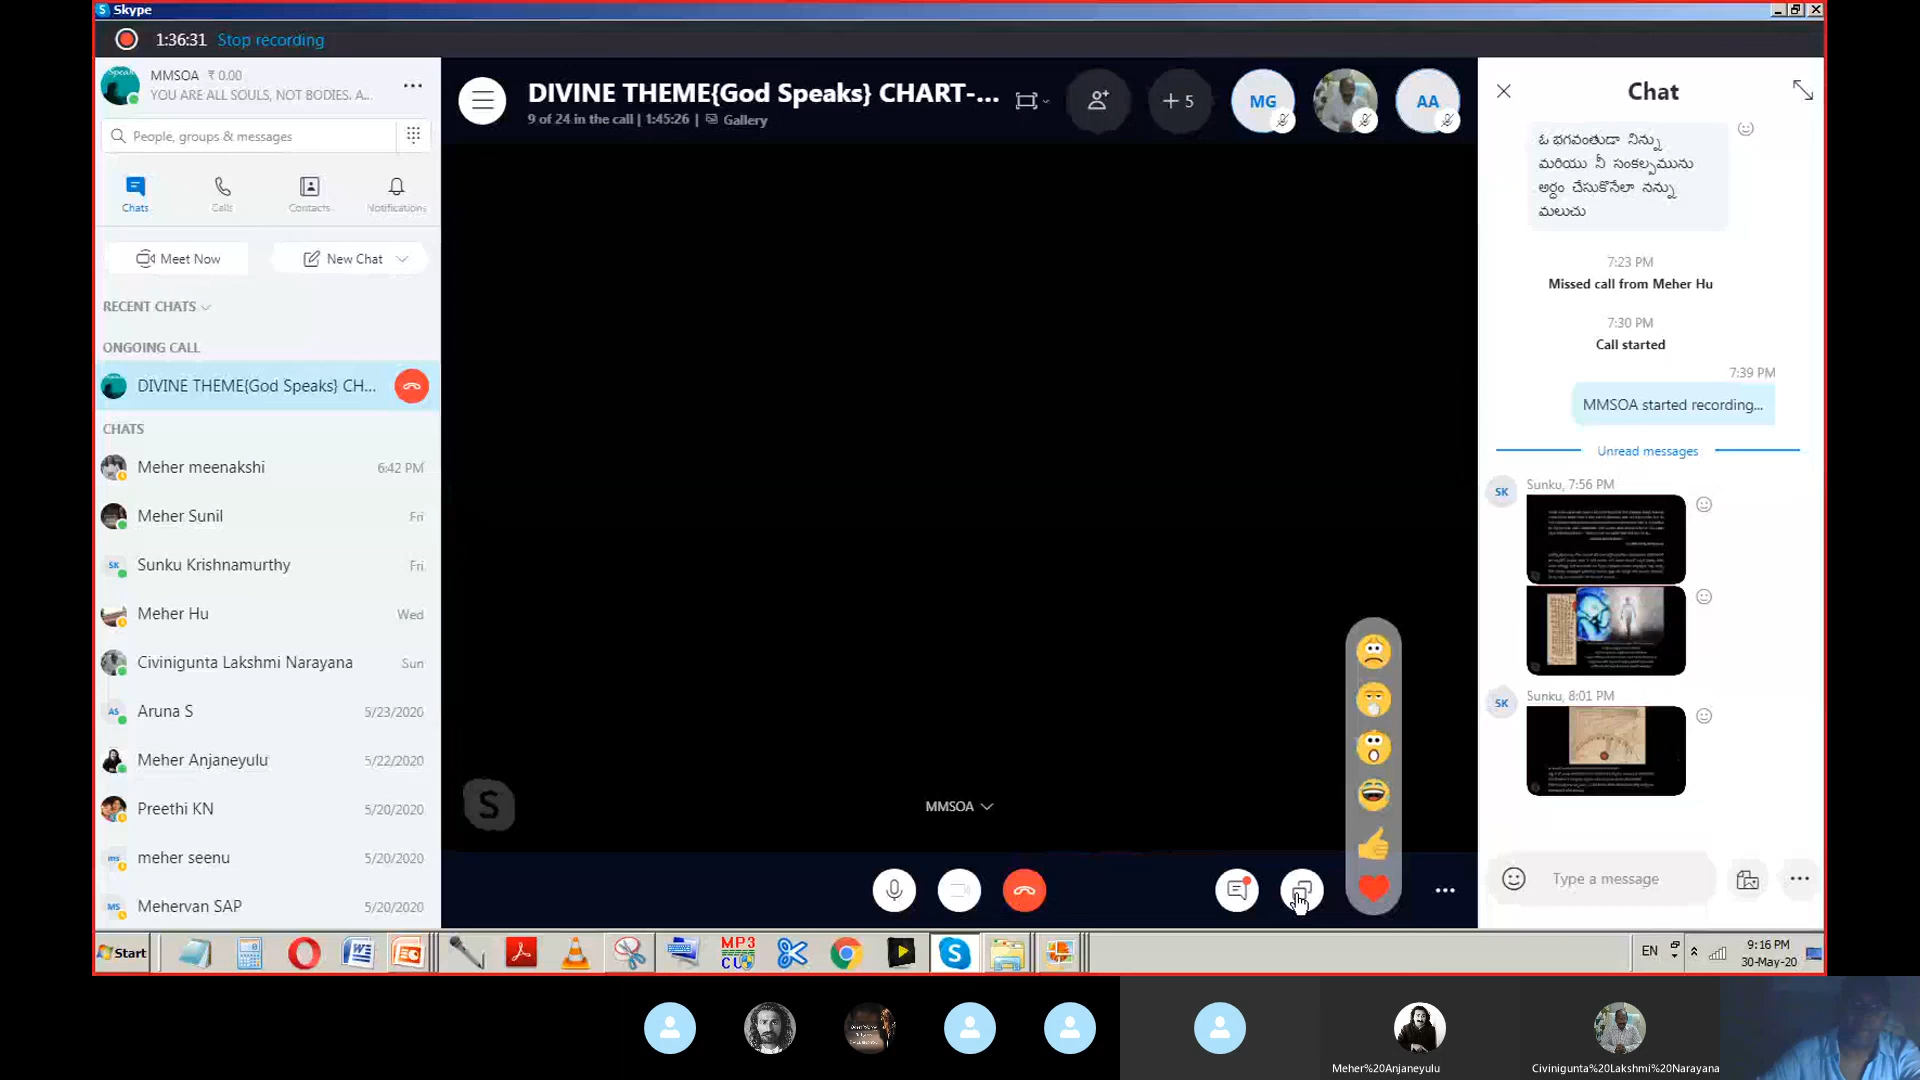 Skype
1:36:31 Stop recording
MMSOA ₹ 0.00
YOU ARE ALL SOULS, NOT BODIES. A...
People, groups & messages
Chats
Calls
Contacts
Notifications
Meet Now
New Chat
RECENT CHATS
ONGOING CALL
DIVINE THEME{God Speaks} CH...
CHATS
Meher meenakshi 6:42 PM
Meher Sunil Fri
SK Sunku Krishnamurthy Fri
Meher Hu Wed
Civinigunta Lakshmi Narayana Sun
AS Aruna S 5/23/2020
Meher Anjaneyulu 5/22/2020
Preethi KN 5/20/2020
ms meher seenu 5/20/2020
MS Mehervan SAP 5/20/2020
DIVINE THEME{God Speaks} CHART-...
9 of 24 in the call | 1:45:26 | Gallery
+ 5
MG
AA
MMSOA
Chat
ఓ భగవంతుడా నిన్ను
మరియు నీ సంకల్పమును
అర్ధం చేసుకొనేలా నన్ను
మలుచు
7:23 PM
Missed call from Meher Hu
7:30 PM
Call started
7:39 PM
MMSOA started recording...
Unread messages
SK
Sunku, 7:56 PM
SK
Sunku, 8:01 PM
Type a message
Start
MP3
CU
EN
9:16 PM
30-May-20
Meher%20Anjaneyulu
Civinigunta%20Lakshmi%20Narayana